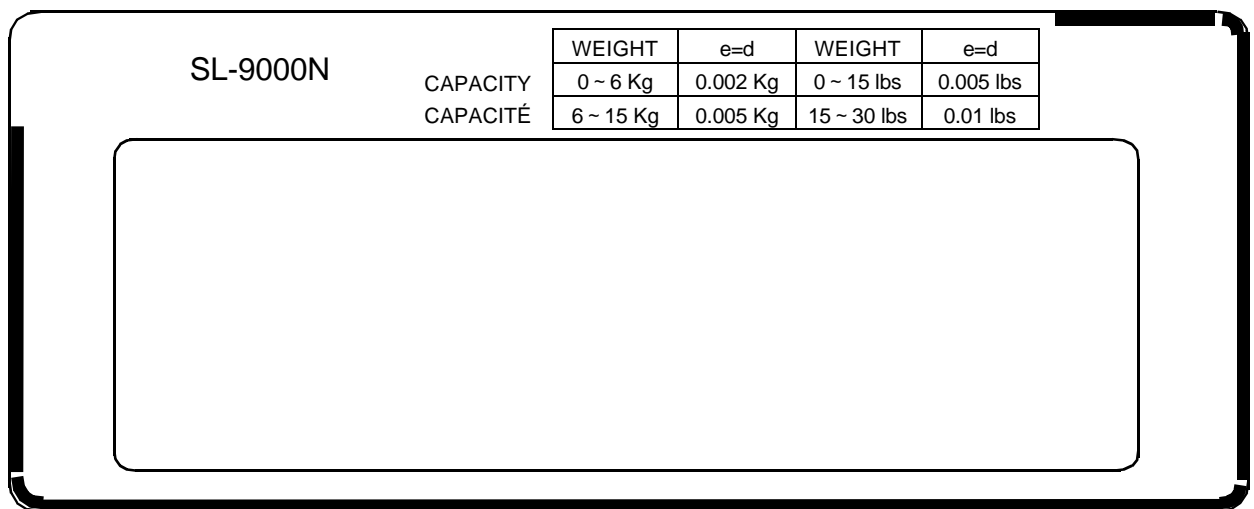 SL-9000N
WEIGHT e=d WEIGHT e=d
CAPACITY 0 ~ 6 Kg 0.002 Kg 0 ~ 15 lbs 0.005 lbs
CAPACITÉ 6 ~ 15 Kg 0.005 Kg 15 ~ 30 lbs 0.01 lbs